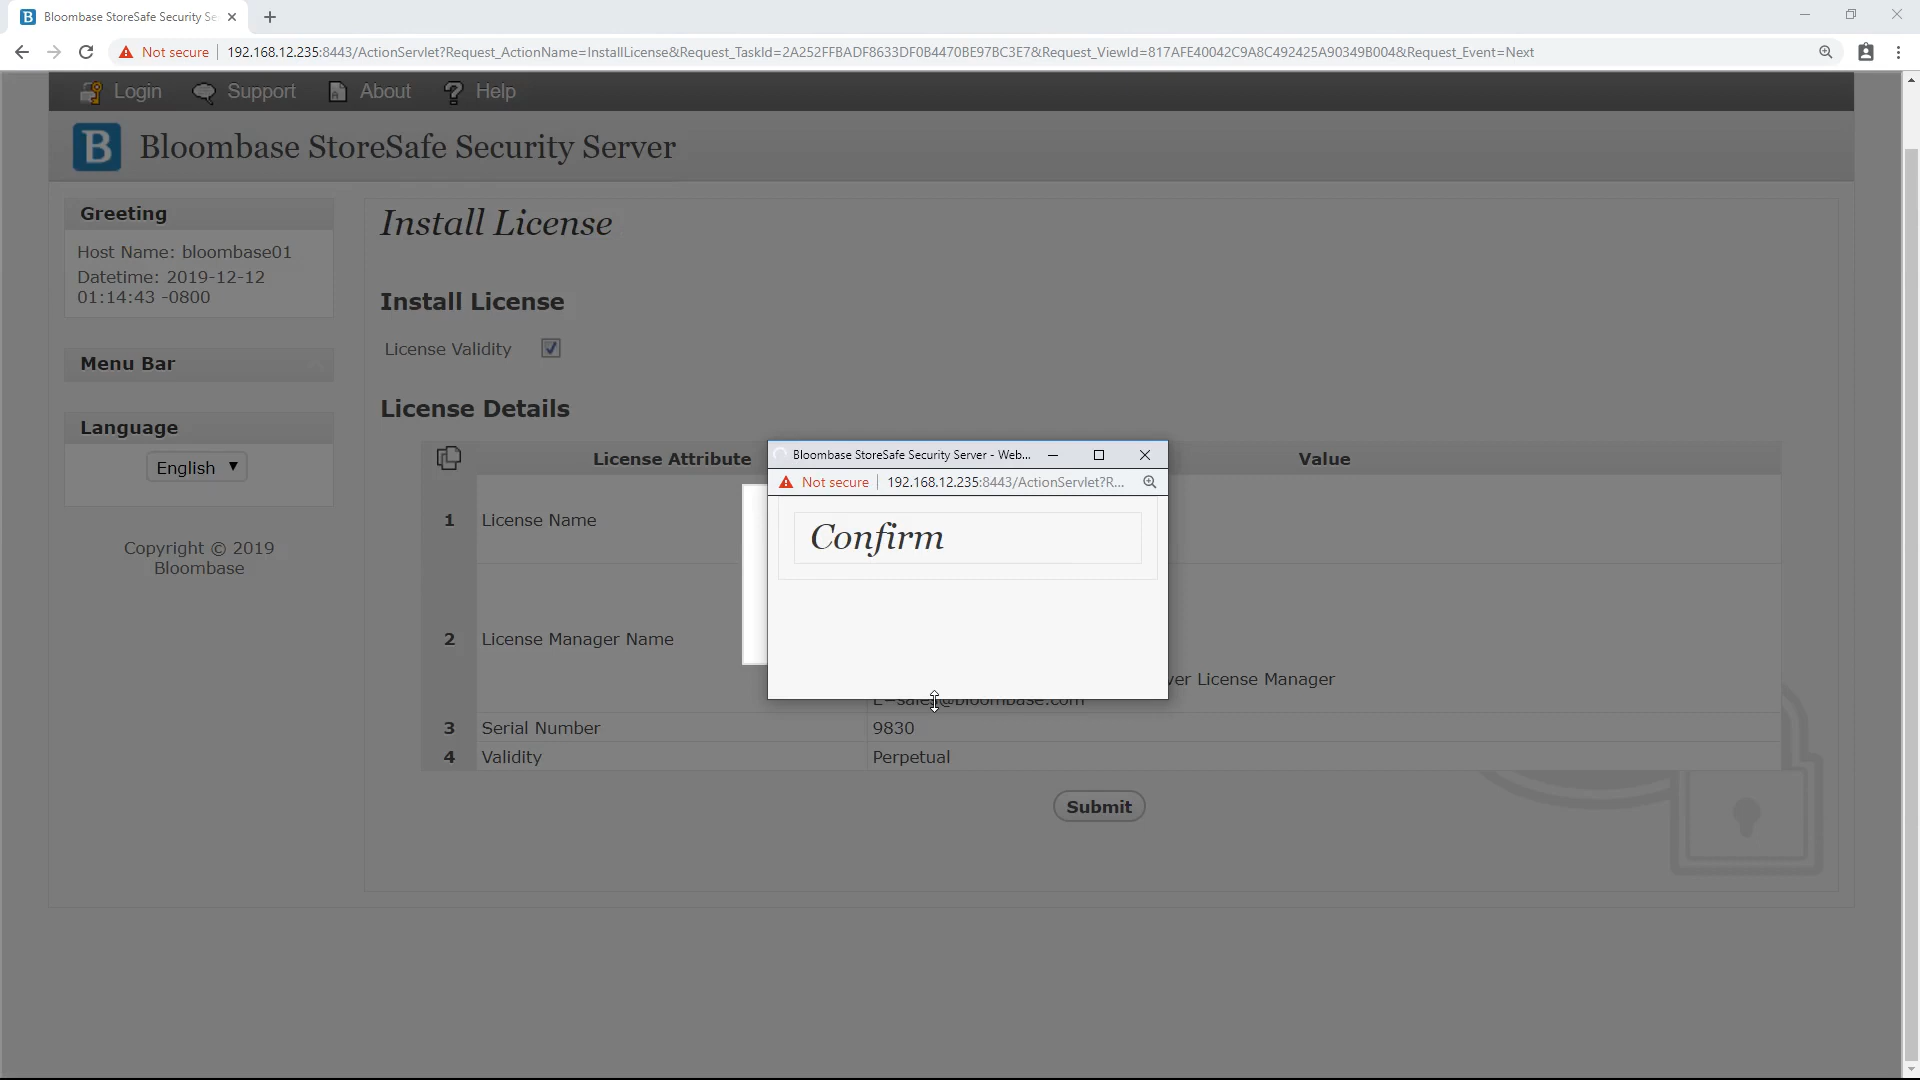 Bloombase StoreSafe Security Se
Not secure
192.168.12.235:8443/ActionServlet?Request_ActionName=InstallLicense&Request_TaskId=2A252FFBADF8633DF0B4470BE97BC3E7&Request_ViewId=817AFE40042C9A8C492425A90349B004&Request_Event=Next
Login Support About Help
B Bloombase StoreSafe Security Server
Greeting
Host Name: bloombase01
Datetime: 2019-12-12
01:14:43 -0800
Menu Bar
Language
English
Copyright © 2019
Bloombase
Install License
Install License
License Validity
License Details
License Attribute Value
1 License Name
2 License Manager Name
ver License Manager
E=sales@bloombase.com
3 Serial Number 9830
4 Validity Perpetual
Submit
Bloombase StoreSafe Security Server - Web...
Not secure 192.168.12.235:8443/ActionServlet?R...
Confirm